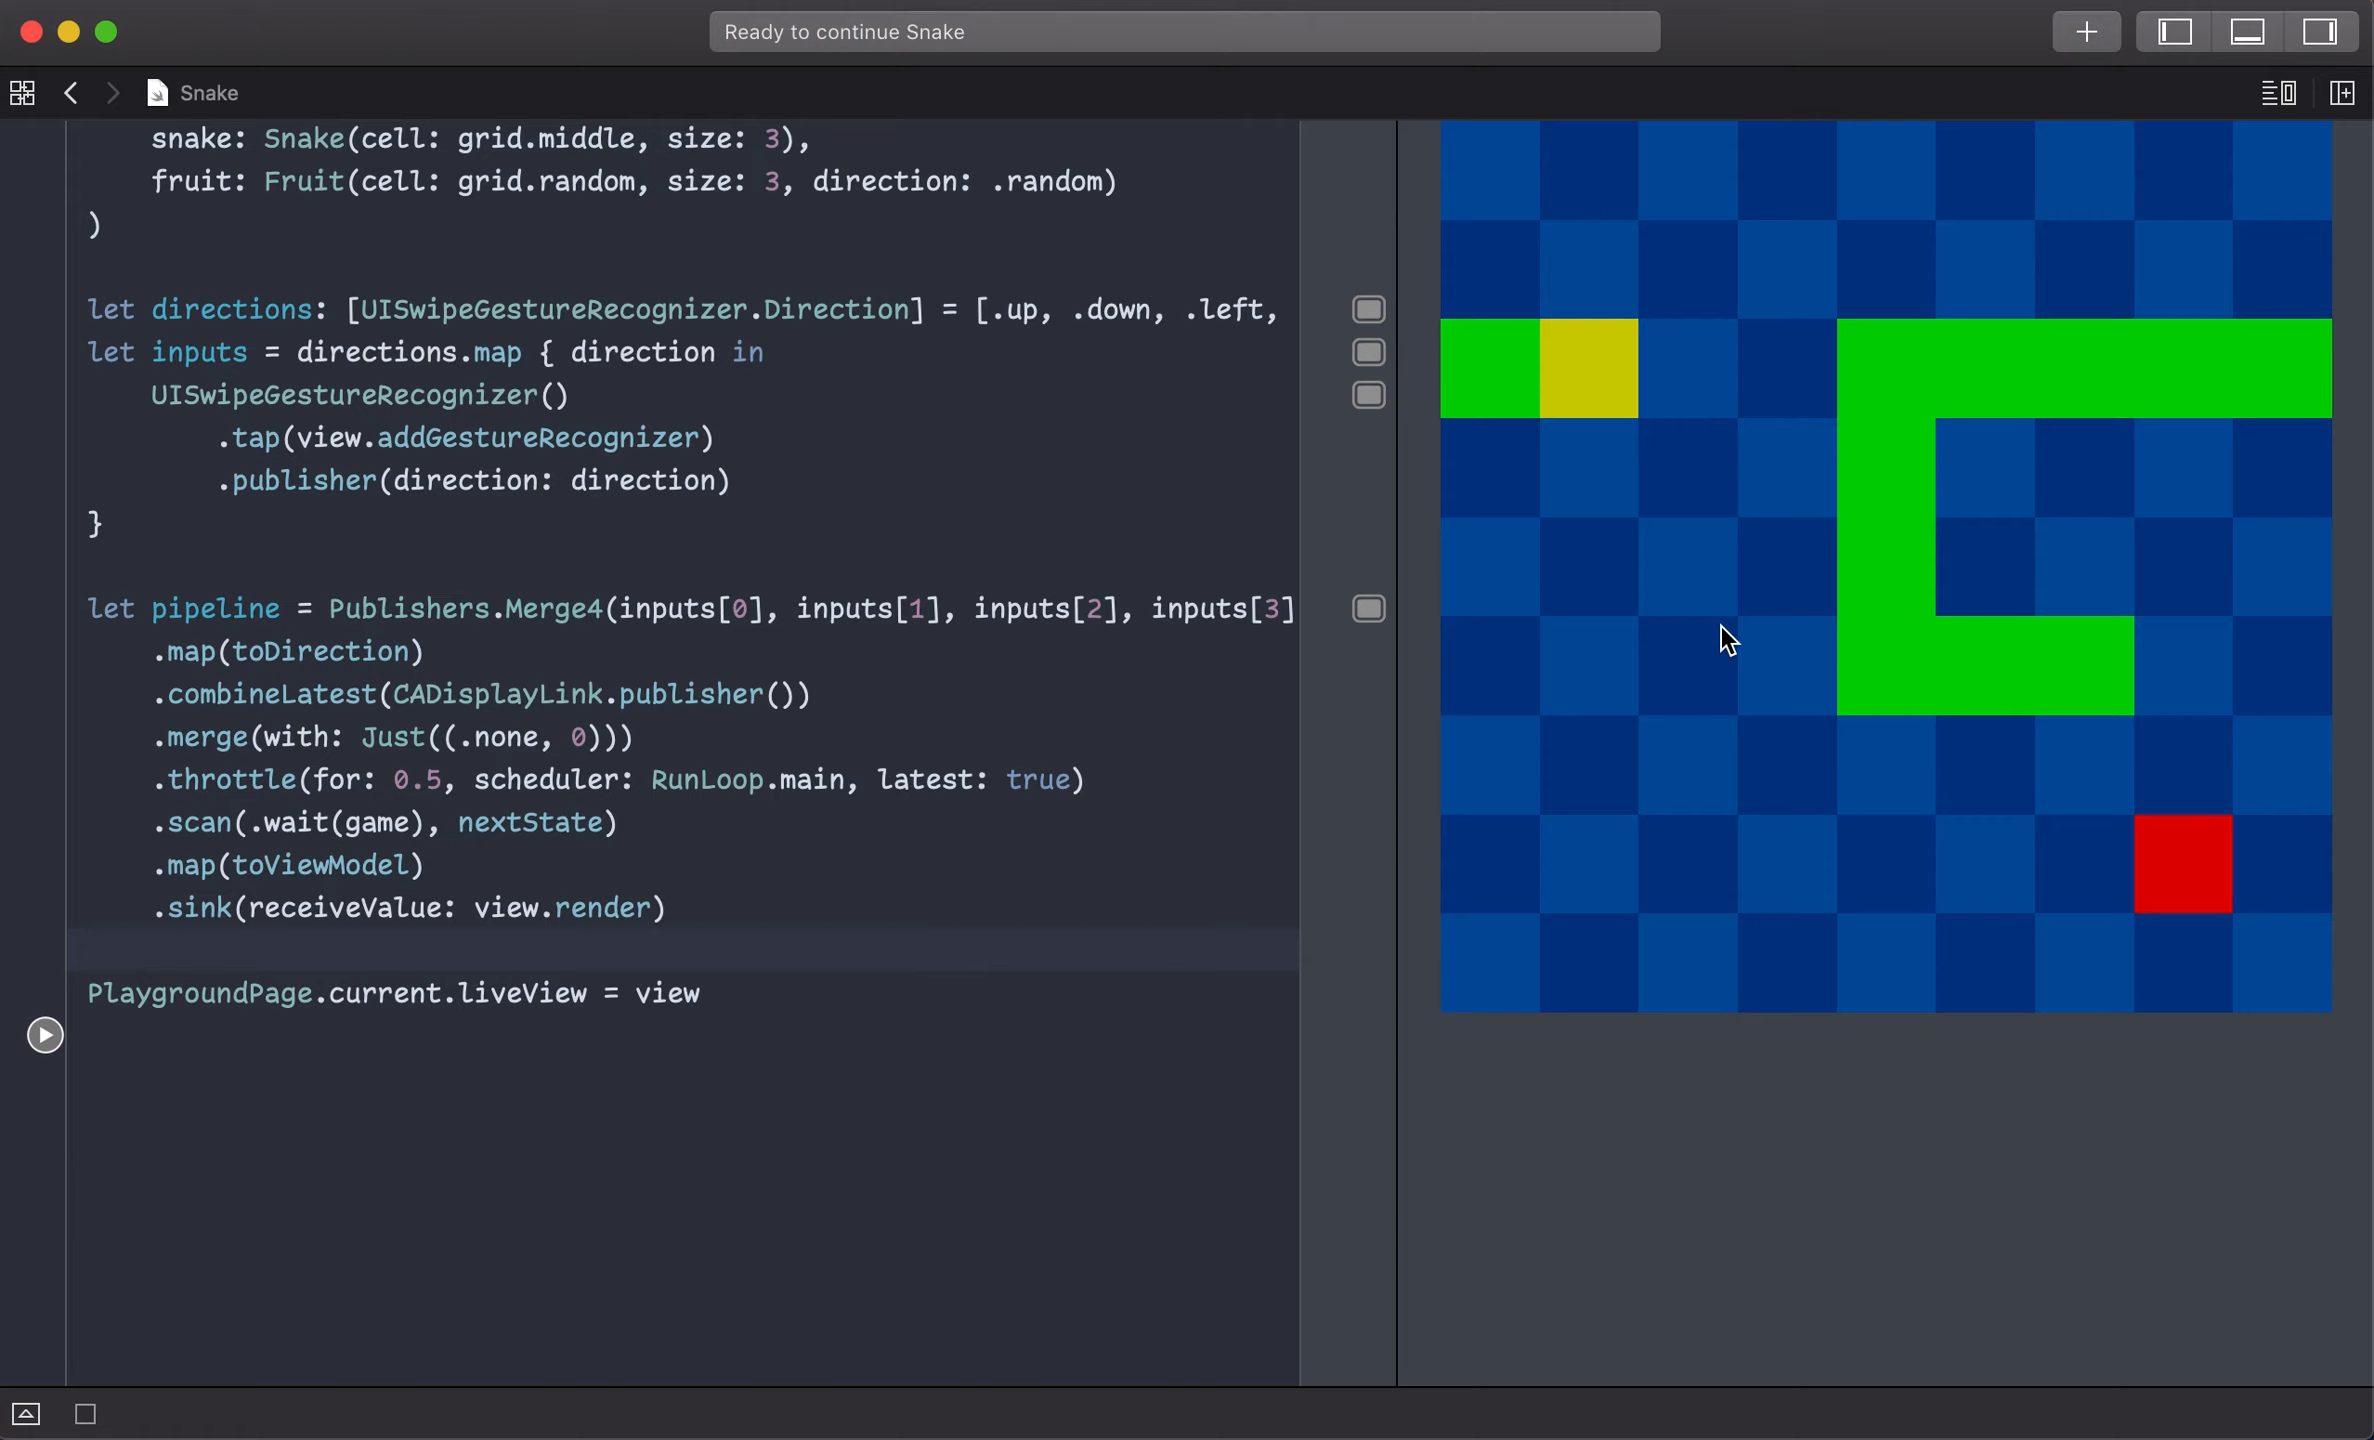 Ready to continue Snake
Snake
snake: Snake(cell: grid.middle, size: 3),
fruit: Fruit(cell: grid.random, size: 3, direction: .random)
)
let directions: [UISwipeGestureRecognizer.Direction] = [.up, .down, .left,
let inputs = directions.map { direction in
UISwipeGestureRecognizer()
.tap(view.addGestureRecognizer)
.publisher(direction: direction)
}
let pipeline = Publishers.Merge4(inputs[0], inputs[1], inputs[2], inputs[3]
.map(toDirection)
.combineLatest(CADisplayLink.publisher())
.merge(with: Just((.none, 0)))
.throttle(for: 0.5, scheduler: RunLoop.main, latest: true)
.scan(.wait(game), nextState)
.map(toViewModel)
.sink(receiveValue: view.render)
PlaygroundPage.current.liveView = view